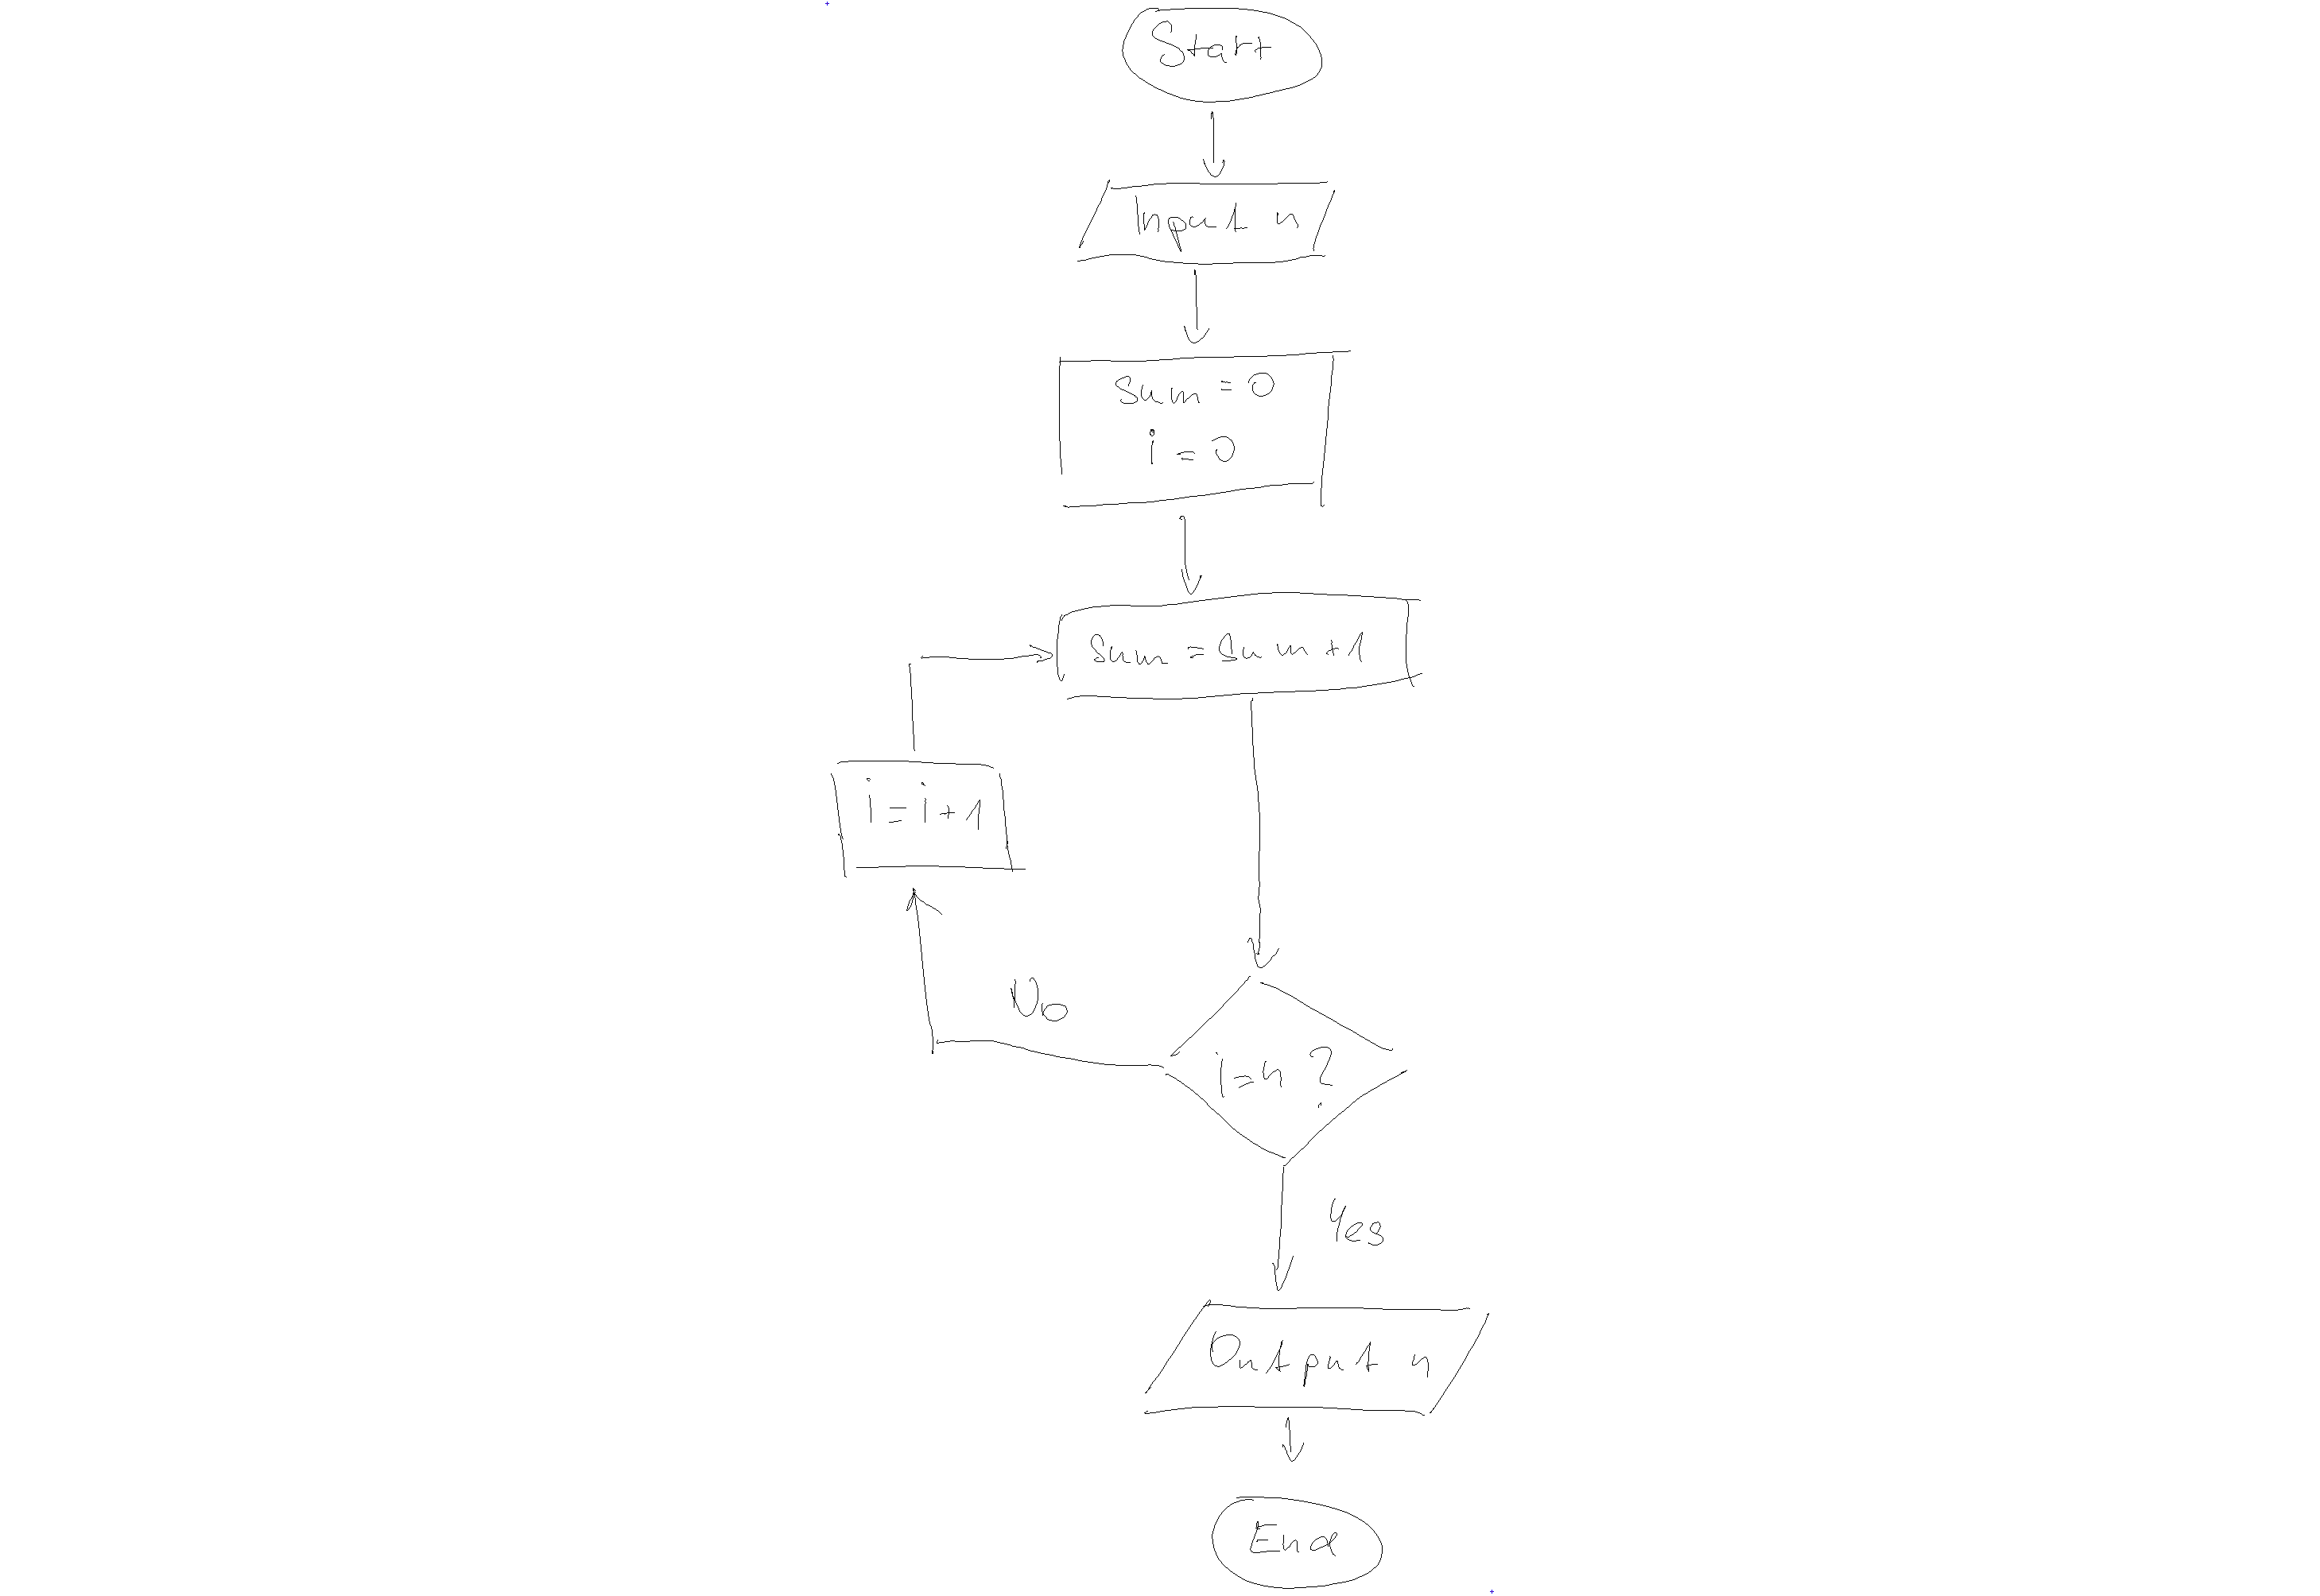 Start
Input n
sum=0
i=0
sum=sum+1
i=i+1
No
i=n?
Yes
Output n
End